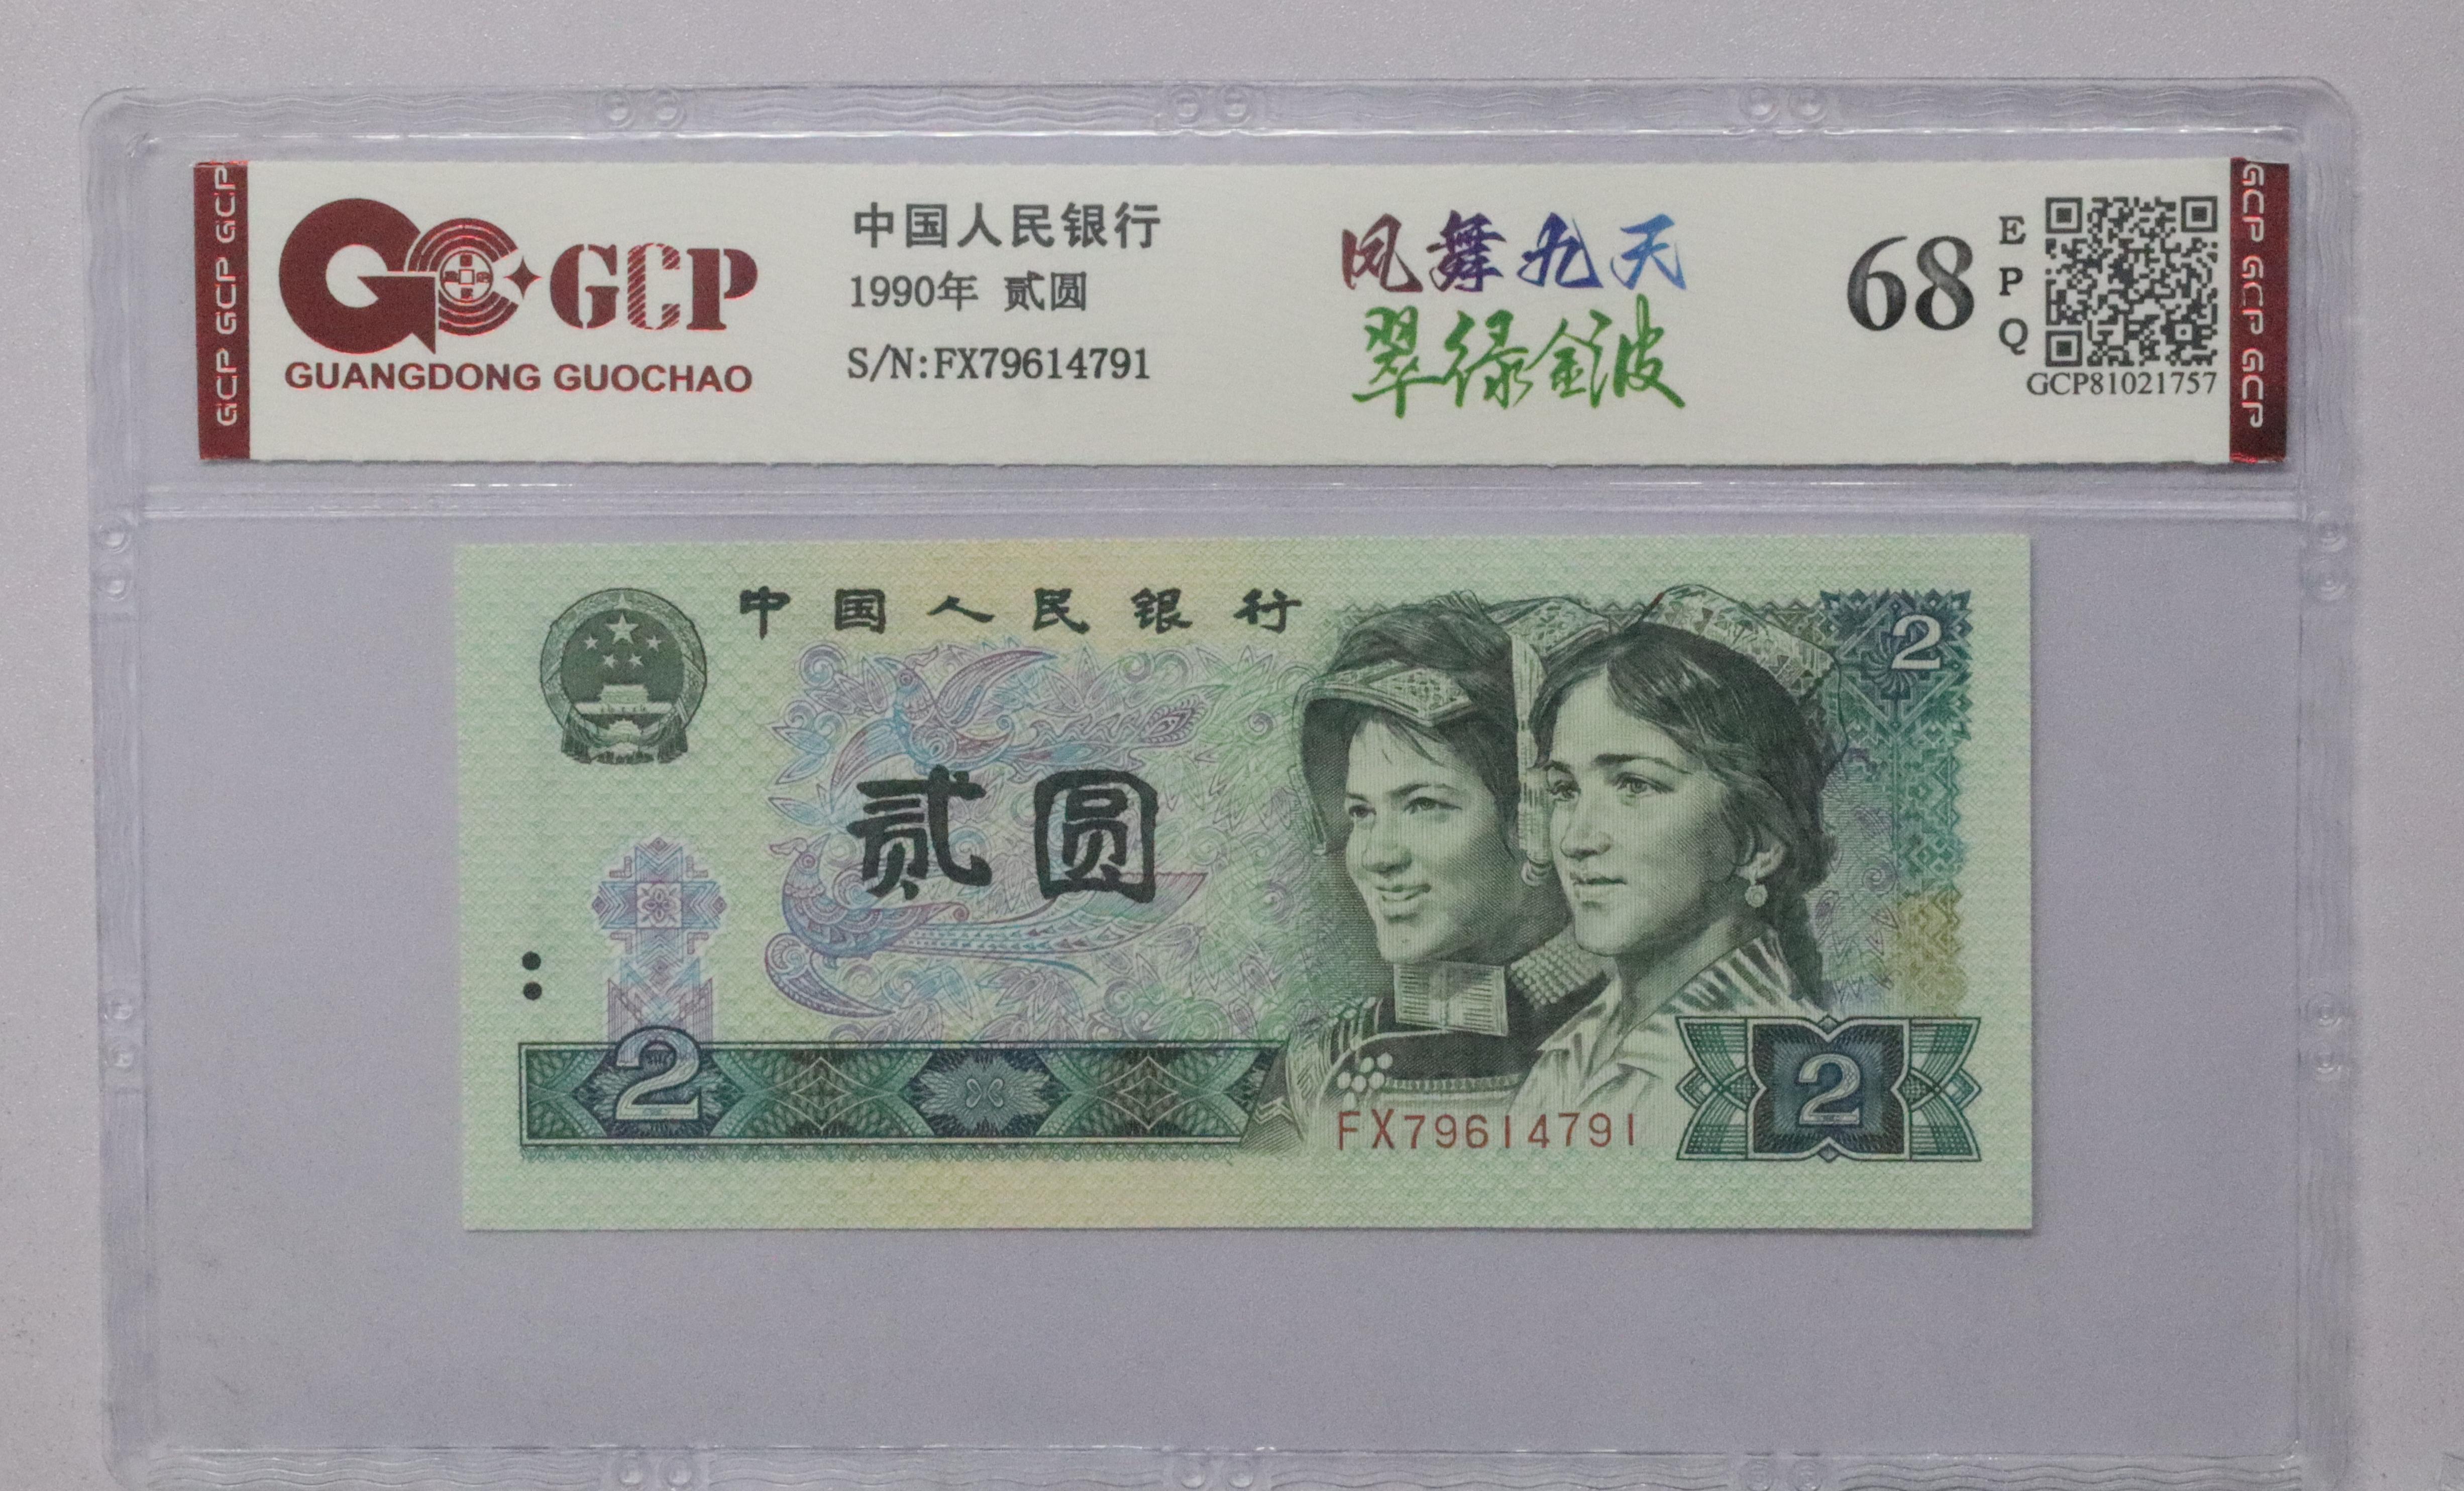 GCP GCP GCP
GCP
GUANGDONG GUOCHAO
中国人民银行
1990年 贰圆
S/N:FX79614791
凤舞九天
翠绿金波
68
E
P
Q
GCP81021757
GCP GCP GCP
中国人民银行
2
贰圆
2
FX79614791
2